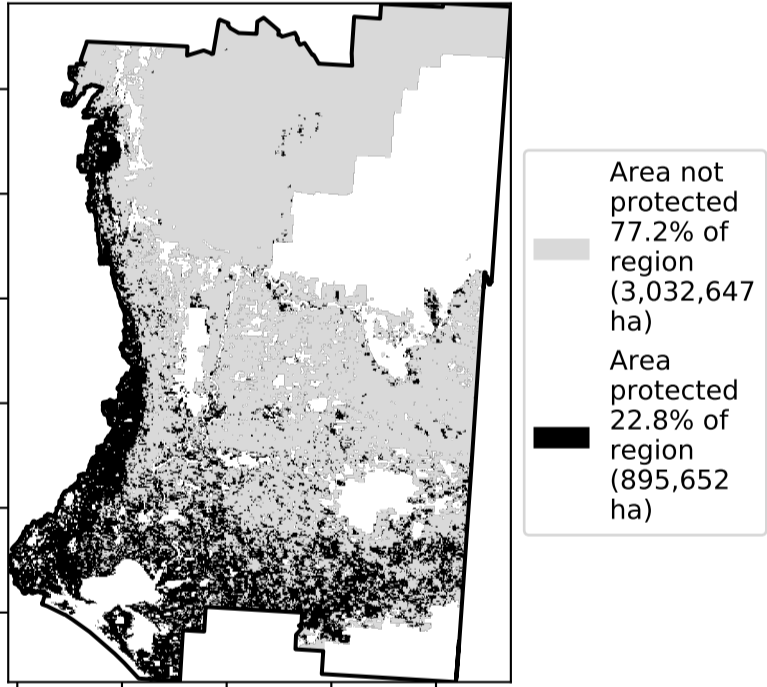 Area not
protected
77.2% of
region
(3,032,647
ha)
Area
protected
22.8% of
region
(895,652
ha)